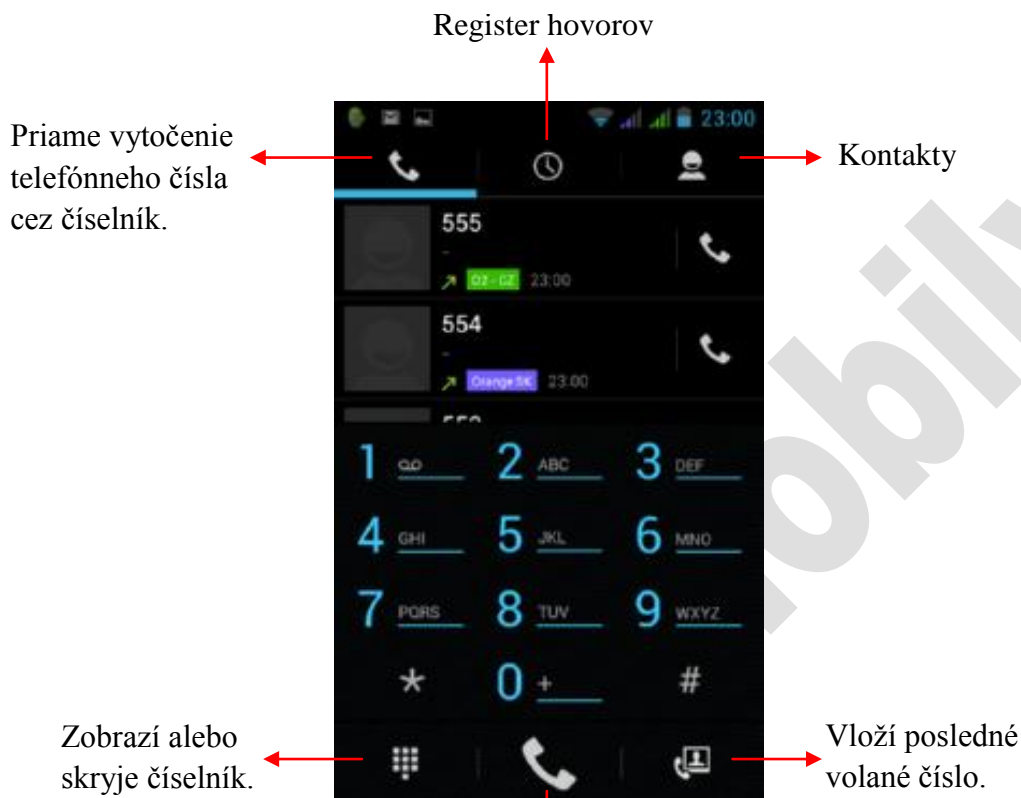 Register hovorov
Priame vytočenie
telefónneho čísla
cez číselník.
Kontakty
23:00
555
-
O2 - CZ 23:00
554
-
Orange SK 23:00
1 2 ABC 3 DEF
4 GHI 5 JKL 6 MNO
7 PQRS 8 TUV 9 WXYZ
* 0 + #
Zobrazí alebo
skryje číselník.
Vloží posledné
volané číslo.